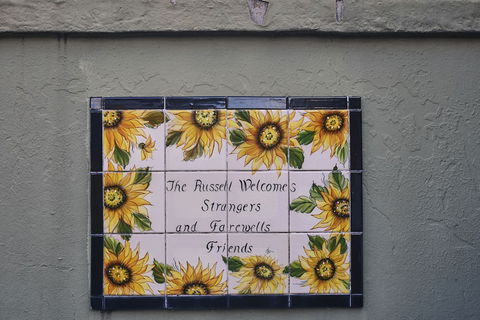 The Russell Welcomes
Strangers
and Farewells
Friends